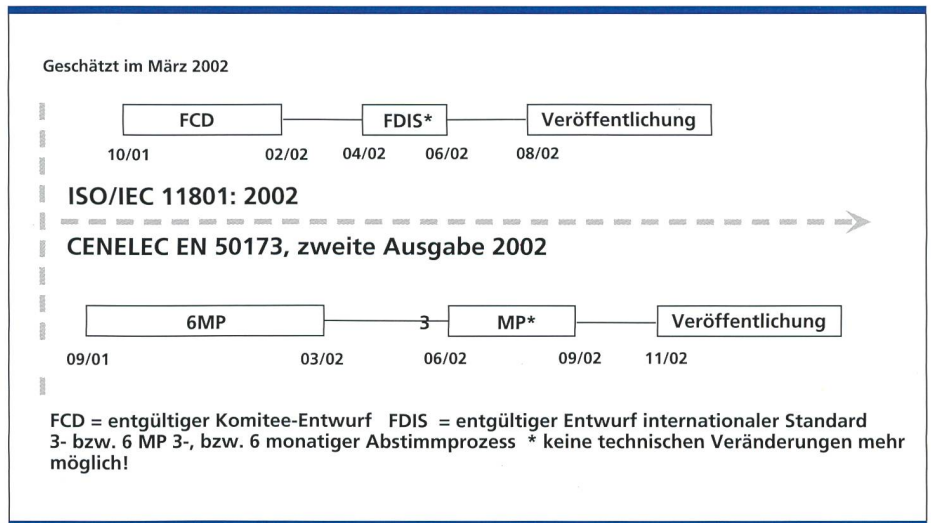 Geschätzt im März 2002
FCD FDIS* Veröffentlichung
10/01 02/02 04/02 06/02 08/02
ISO/IEC 11801: 2002
CENELEC EN 50173, zweite Ausgabe 2002
6MP 3 MP* Veröffentlichung
09/01 03/02 06/02 09/02 11/02
FCD = entgültiger Komitee-Entwurf FDIS = entgültiger Entwurf internationaler Standard
3- bzw. 6 MP 3-, bzw. 6 monatiger Abstimmprozess * keine technischen Veränderungen mehr
möglich!